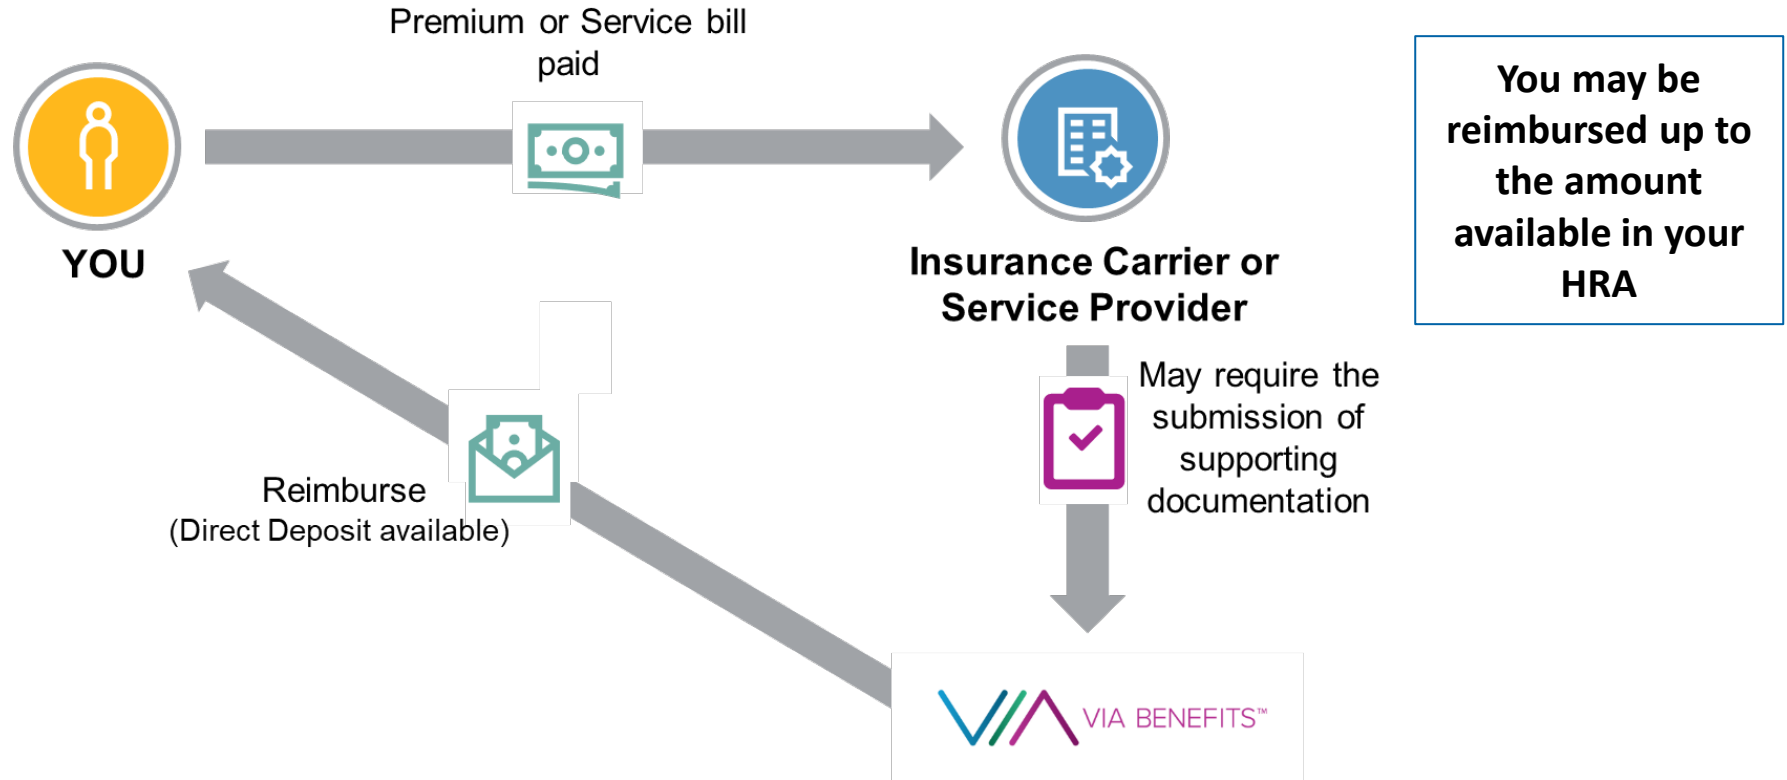 Premium or Service bill
paid
YOU
Insurance Carrier or
Service Provider
You may be
reimbursed up to
the amount
available in your
HRA
May require the
submission of
supporting
documentation
Reimburse
(Direct Deposit available)
VIA VIA BENEFITS™